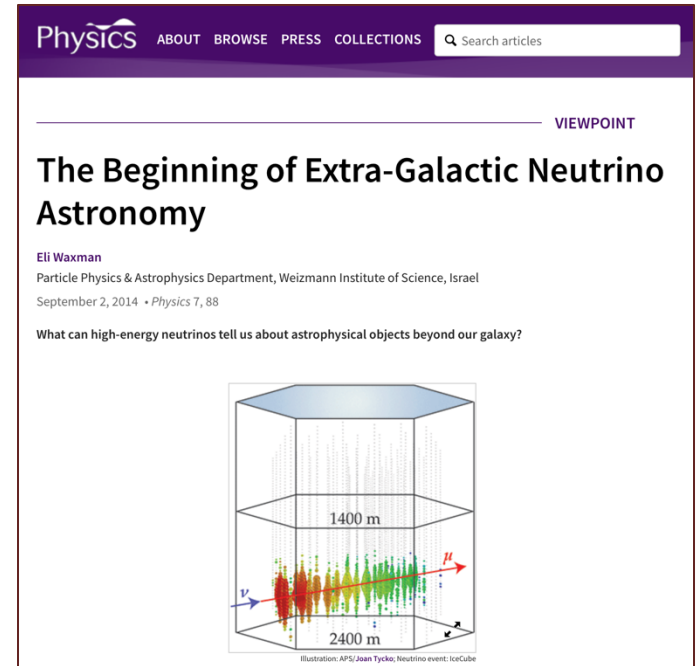 Physics ABOUT BROWSE PRESS COLLECTIONS Search articles
VIEWPOINT
The Beginning of Extra-Galactic Neutrino
Astronomy
Eli Waxman
Particle Physics & Astrophysics Department, Weizmann Institute of Science, Israel
September 2, 2014 • Physics 7, 88
What can high-energy neutrinos tell us about astrophysical objects beyond our galaxy?
1400 m
μ
ν
2400 m
Illustration: APS/Joan Tycko; Neutrino event: IceCube